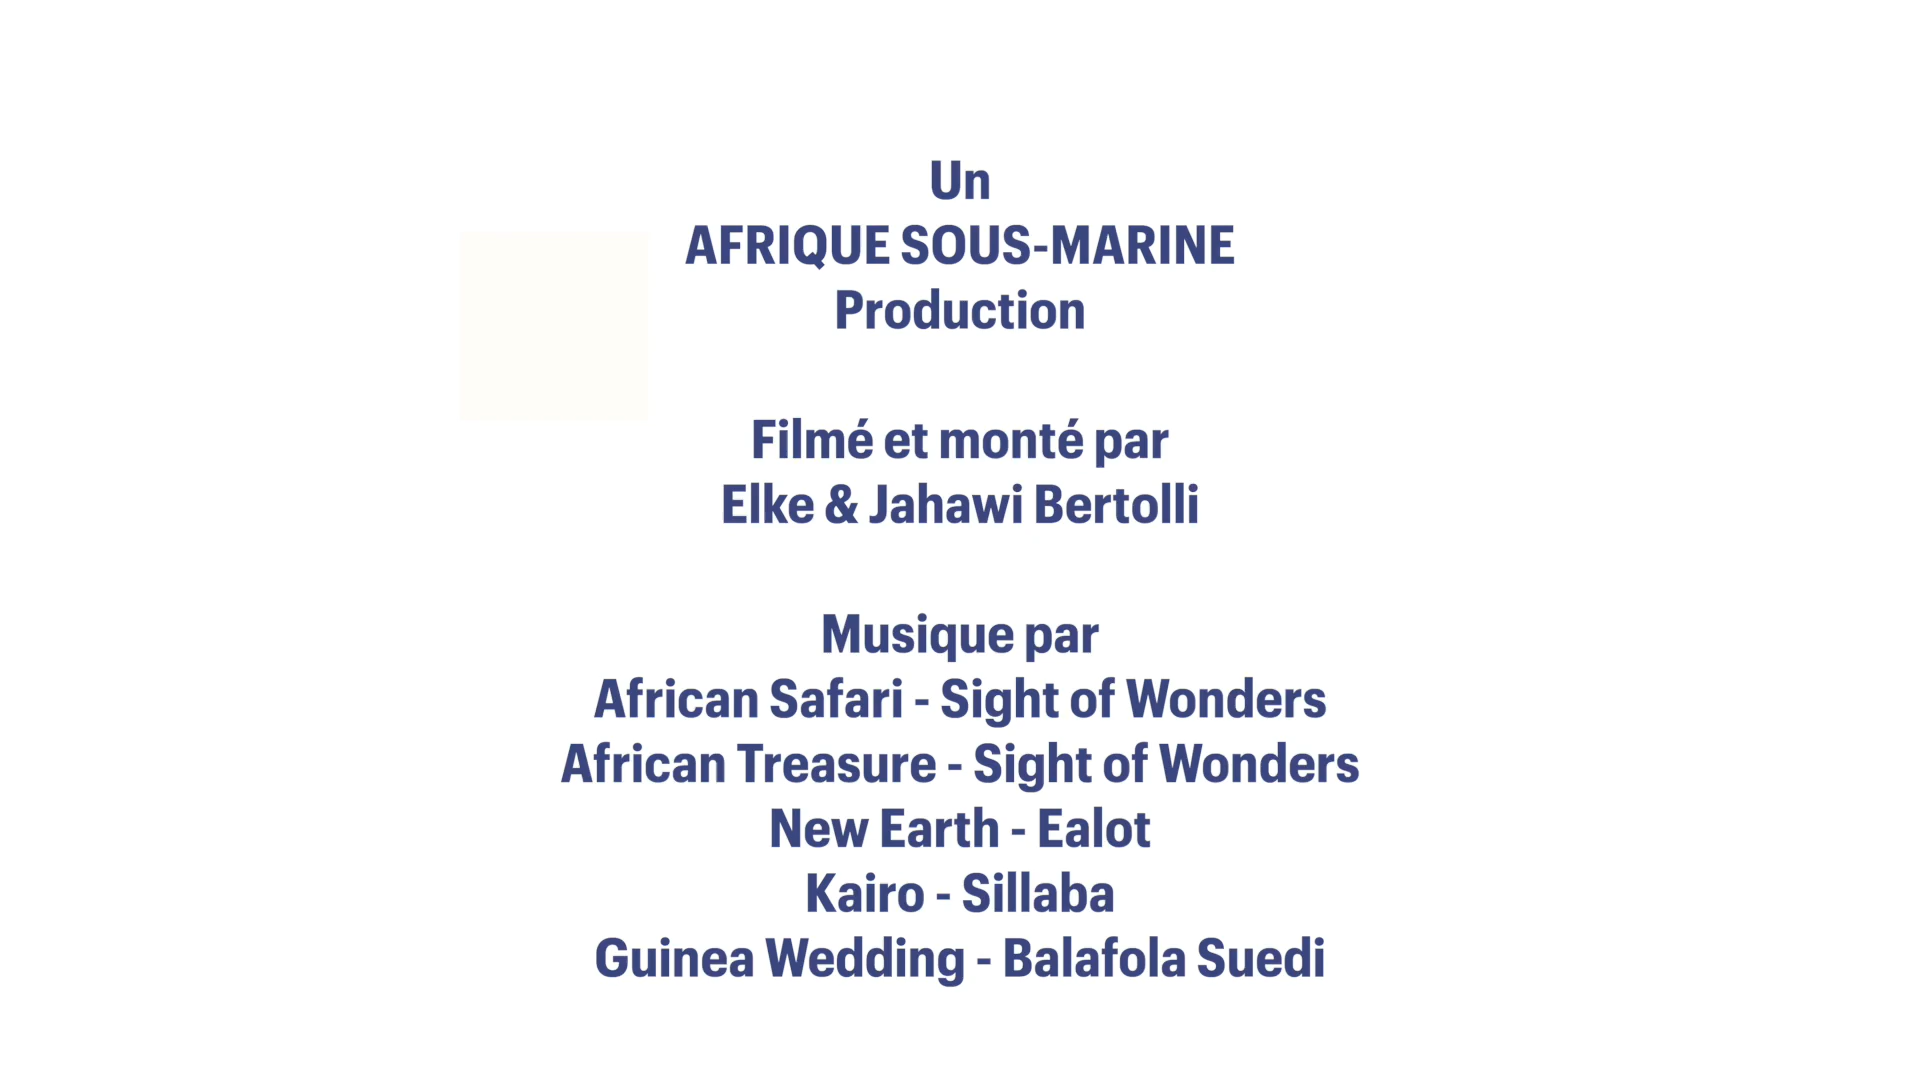 Un
AFRIQUE SOUS-MARINE
Production
Filmé et monté par
Elke & Jahawi Bertolli
Musique par
African Safari - Sight of Wonders
African Treasure - Sight of Wonders
New Earth - Ealot
Kairo - Sillaba
Guinea Wedding - Balafola Suedi